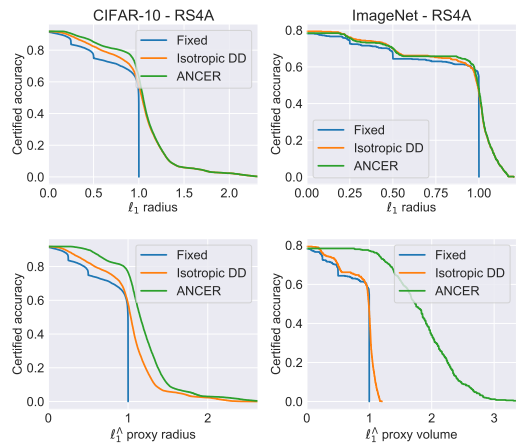 CIFAR-10 - RS4A
ImageNet - RS4A
Certified accuracy
0.8
0.6
0.4
0.2
0.0
Fixed
Isotropic DD
ANCER
0.0 0.5 1.0 1.5 2.0
ℓ₁ radius
Certified accuracy
0.8
0.6
0.4
0.2
0.0
Fixed
Isotropic DD
ANCER
0.00 0.25 0.50 0.75 1.00
ℓ₁ radius
Certified accuracy
0.8
0.6
0.4
0.2
0.0
Fixed
Isotropic DD
ANCER
0 1 2
ℓ₁^Λ proxy radius
Certified accuracy
0.8
0.6
0.4
0.2
0.0
Fixed
Isotropic DD
ANCER
0 1 2 3
ℓ₁^Λ proxy volume